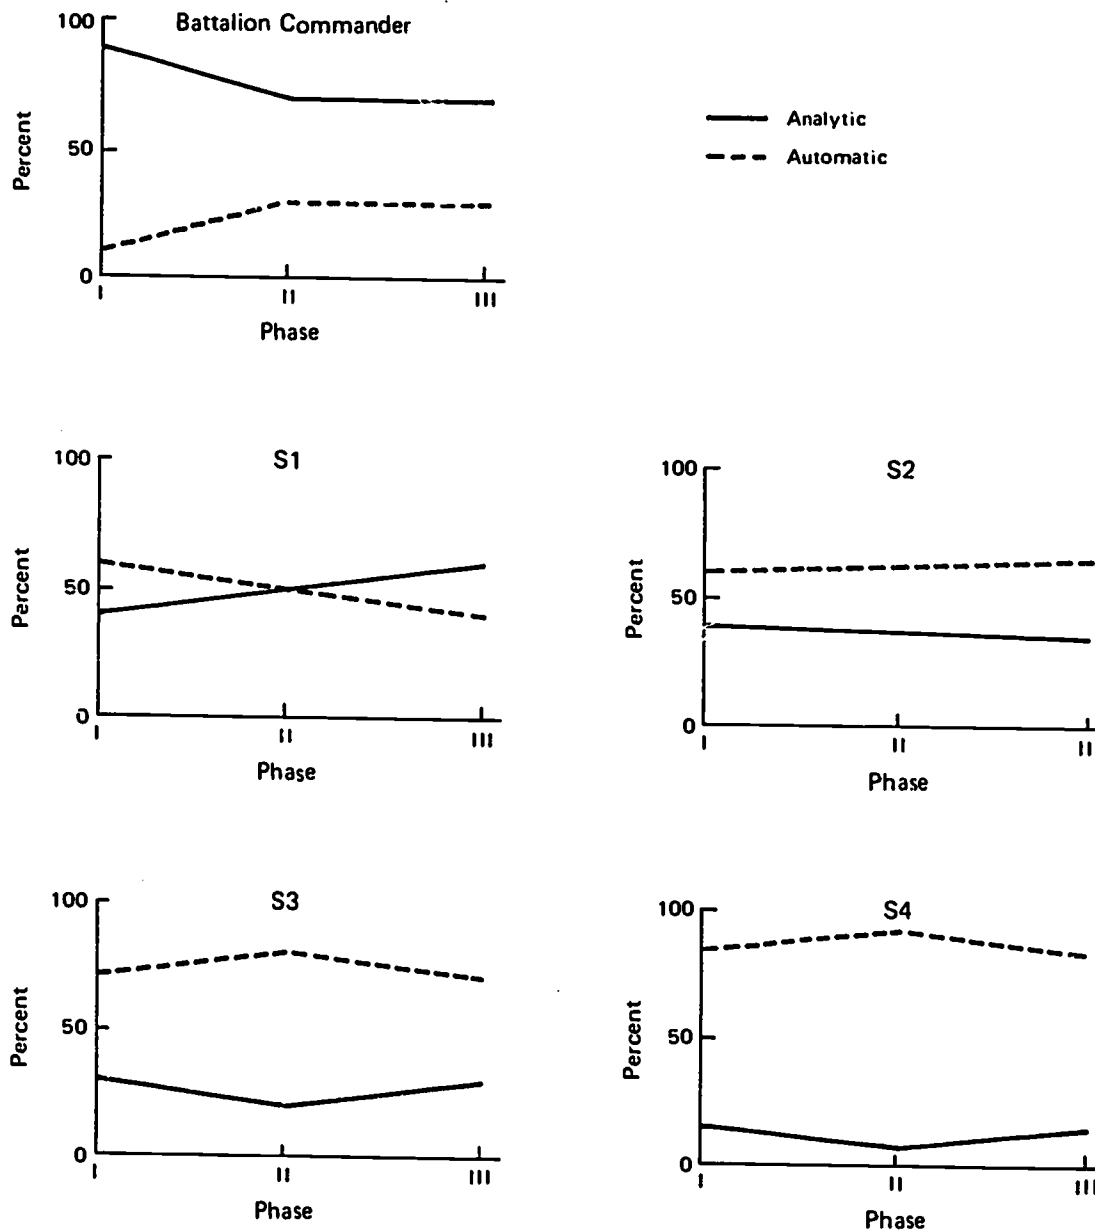 Battalion Commander
100
50
0
Percent
I II III
Phase
Analytic
Automatic
S1
100
50
0
Percent
I II III
Phase
S2
100
50
0
Percent
I II II
Phase
S3
100
50
0
Percent
I II III
Phase
S4
100
50
0
Percent
I II III
Phase